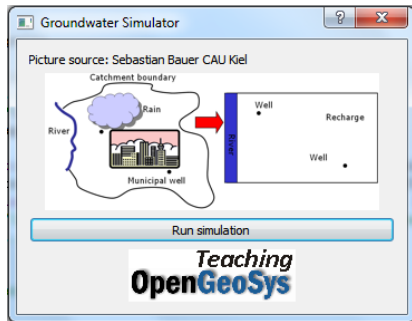 Groundwater Simulator
Picture source: Sebastian Bauer CAU Kiel
Catchment boundary
Rain
River
Municipal well
River
Well
Recharge
Well
Run simulation
Teaching
OpenGeoSys